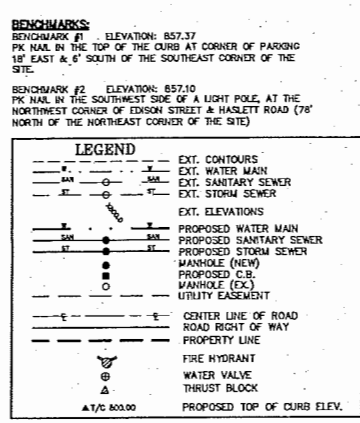 BENCHMARKS:
BENCHMARK #1 ELEVATION: 857.37
PK NAIL IN THE TOP OF THE CURB AT CORNER OF PARKING
18' EAST & 6' SOUTH OF THE SOUTHEAST CORNER OF THE
SITE.
BENCHMARK #2 ELEVATION: 857.10
PK NAIL IN THE SOUTHWEST SIDE OF A LIGHT POLE, AT THE
NORTHWEST CORNER OF EDISON STREET & HASLETT ROAD (78'
NORTH OF THE NORTHEAST CORNER OF THE SITE)
LEGEND
EXT. CONTOURS
W W EXT. WATER MAIN
SAN SAN EXT. SANITARY SEWER
ST ST EXT. STORM SEWER
EXT. ELEVATIONS
W W PROPOSED WATER MAIN
SAN SAN PROPOSED SANITARY SEWER
ST ST PROPOSED STORM SEWER
MANHOLE (NEW)
PROPOSED C.B.
MANHOLE (EX.)
UTILITY EASEMENT
CENTER LINE OF ROAD
ROAD RIGHT OF WAY
PROPERTY LINE
FIRE HYDRANT
WATER VALVE
THRUST BLOCK
T/C 800.00 PROPOSED TOP OF CURB ELEV.